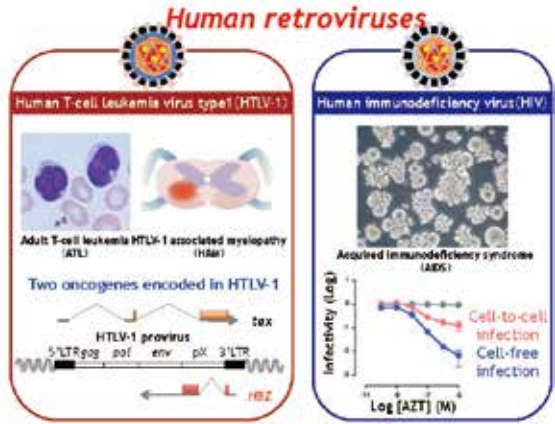 Human retroviruses
Human T-cell leukemia virus type1(HTLV-1)
Adult T-cell leukemia
(ATL)
HTLV-1 associated myelopathy
(HAM)
Two oncogenes encoded in HTLV-1
tax
HTLV-1 provirus
5'LTR gag pol env pX 3'LTR
HBZ
Human immunodeficiency virus(HIV)
Acquired immunodeficiency syndrome
(AIDS)
Infectivity (Log)
Cell-to-cell
infection
Cell-free
infection
Log [AZT] (M)